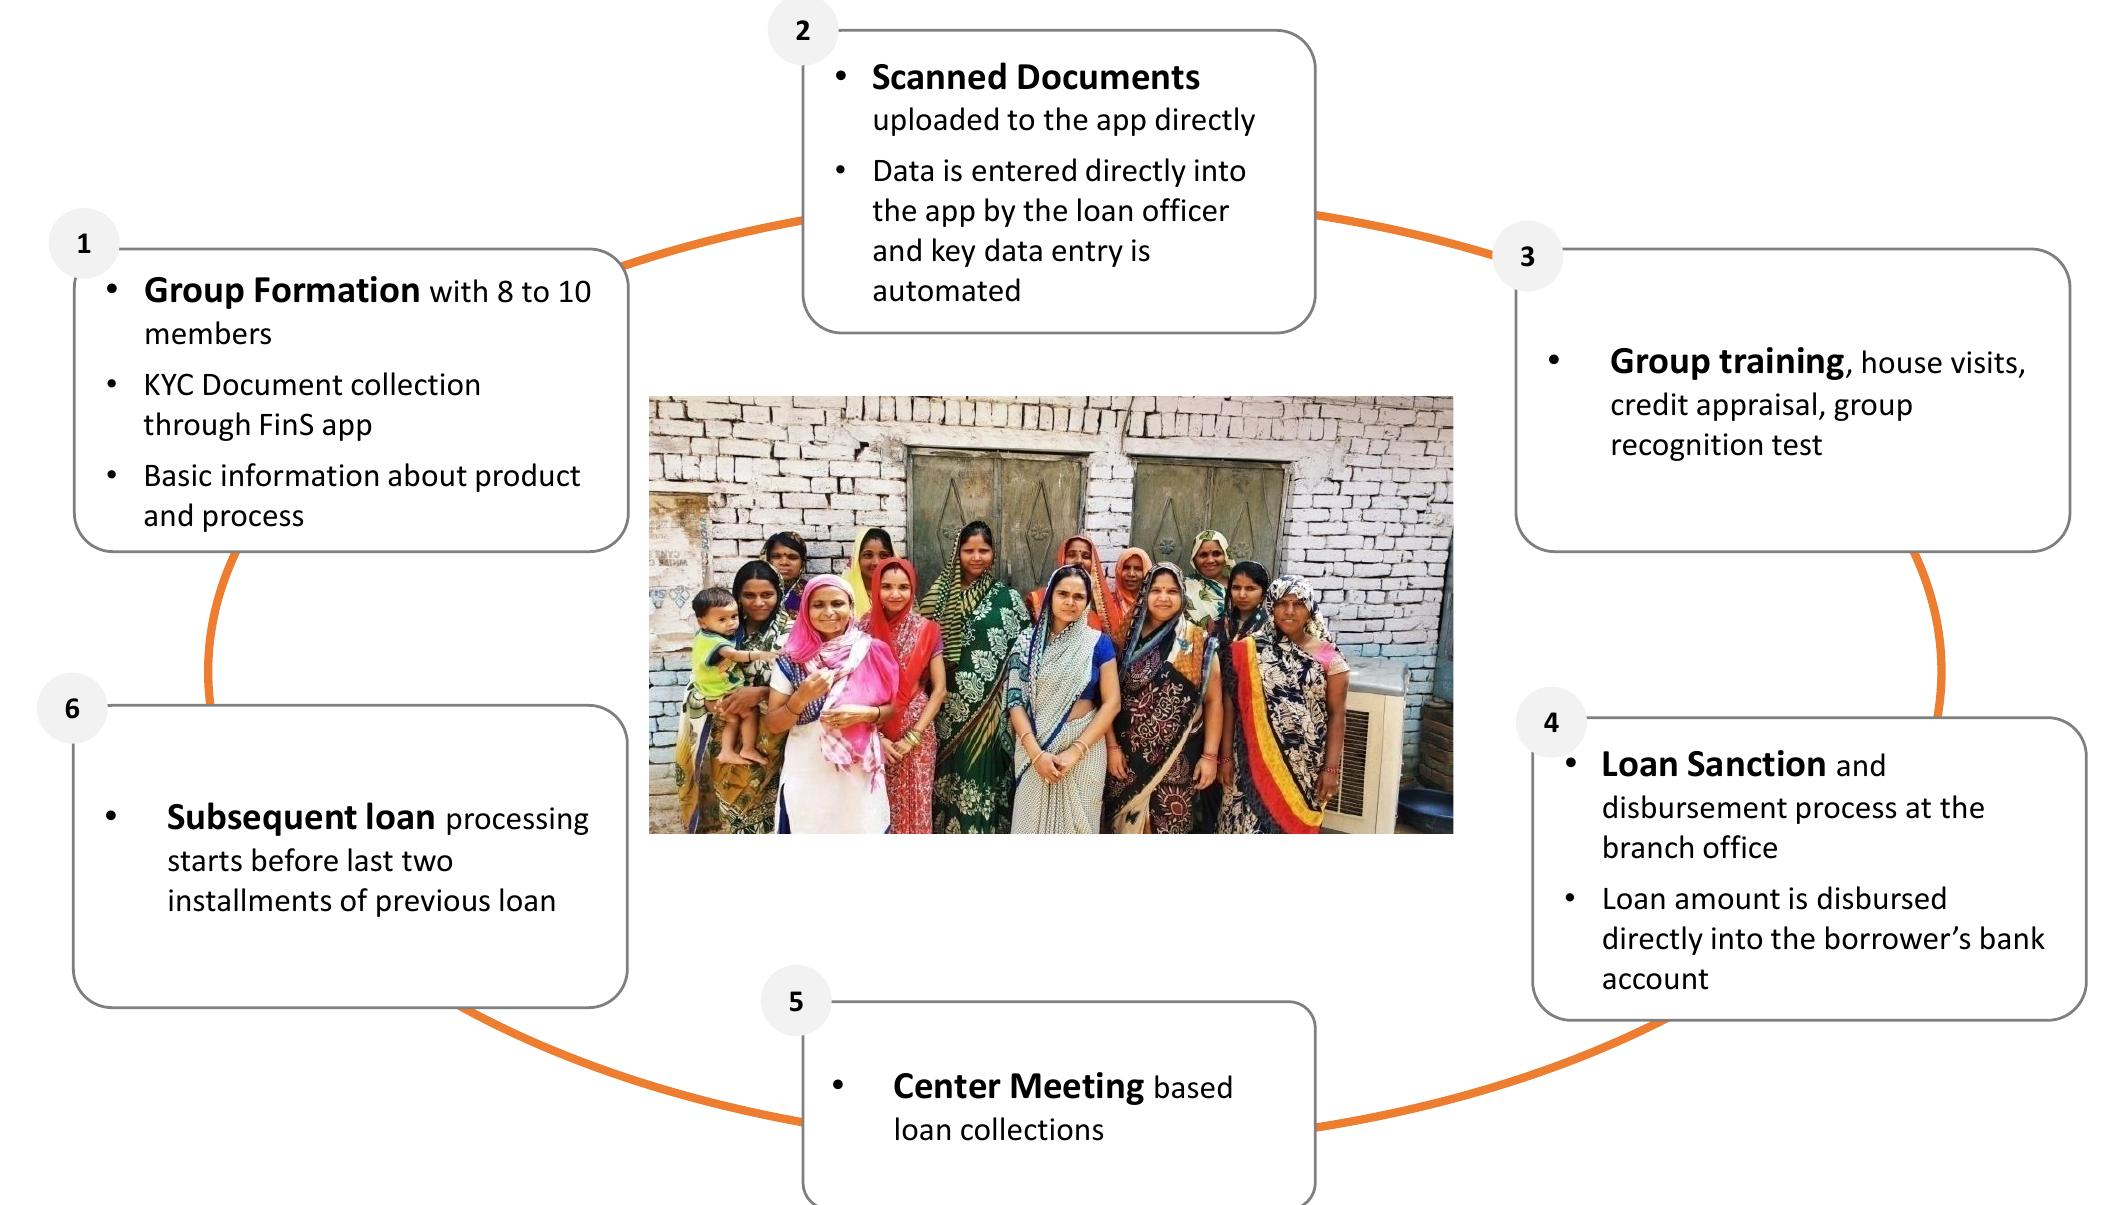 1
• Group Formation with 8 to 10
members
• KYC Document collection
through FinS app
• Basic information about product
and process
2
• Scanned Documents
uploaded to the app directly
• Data is entered directly into
the app by the loan officer
and key data entry is
automated
3
• Group training, house visits,
credit appraisal, group
recognition test
4
• Loan Sanction and
disbursement process at the
branch office
• Loan amount is disbursed
directly into the borrower’s bank
account
5
• Center Meeting based
loan collections
6
• Subsequent loan processing
starts before last two
installments of previous loan